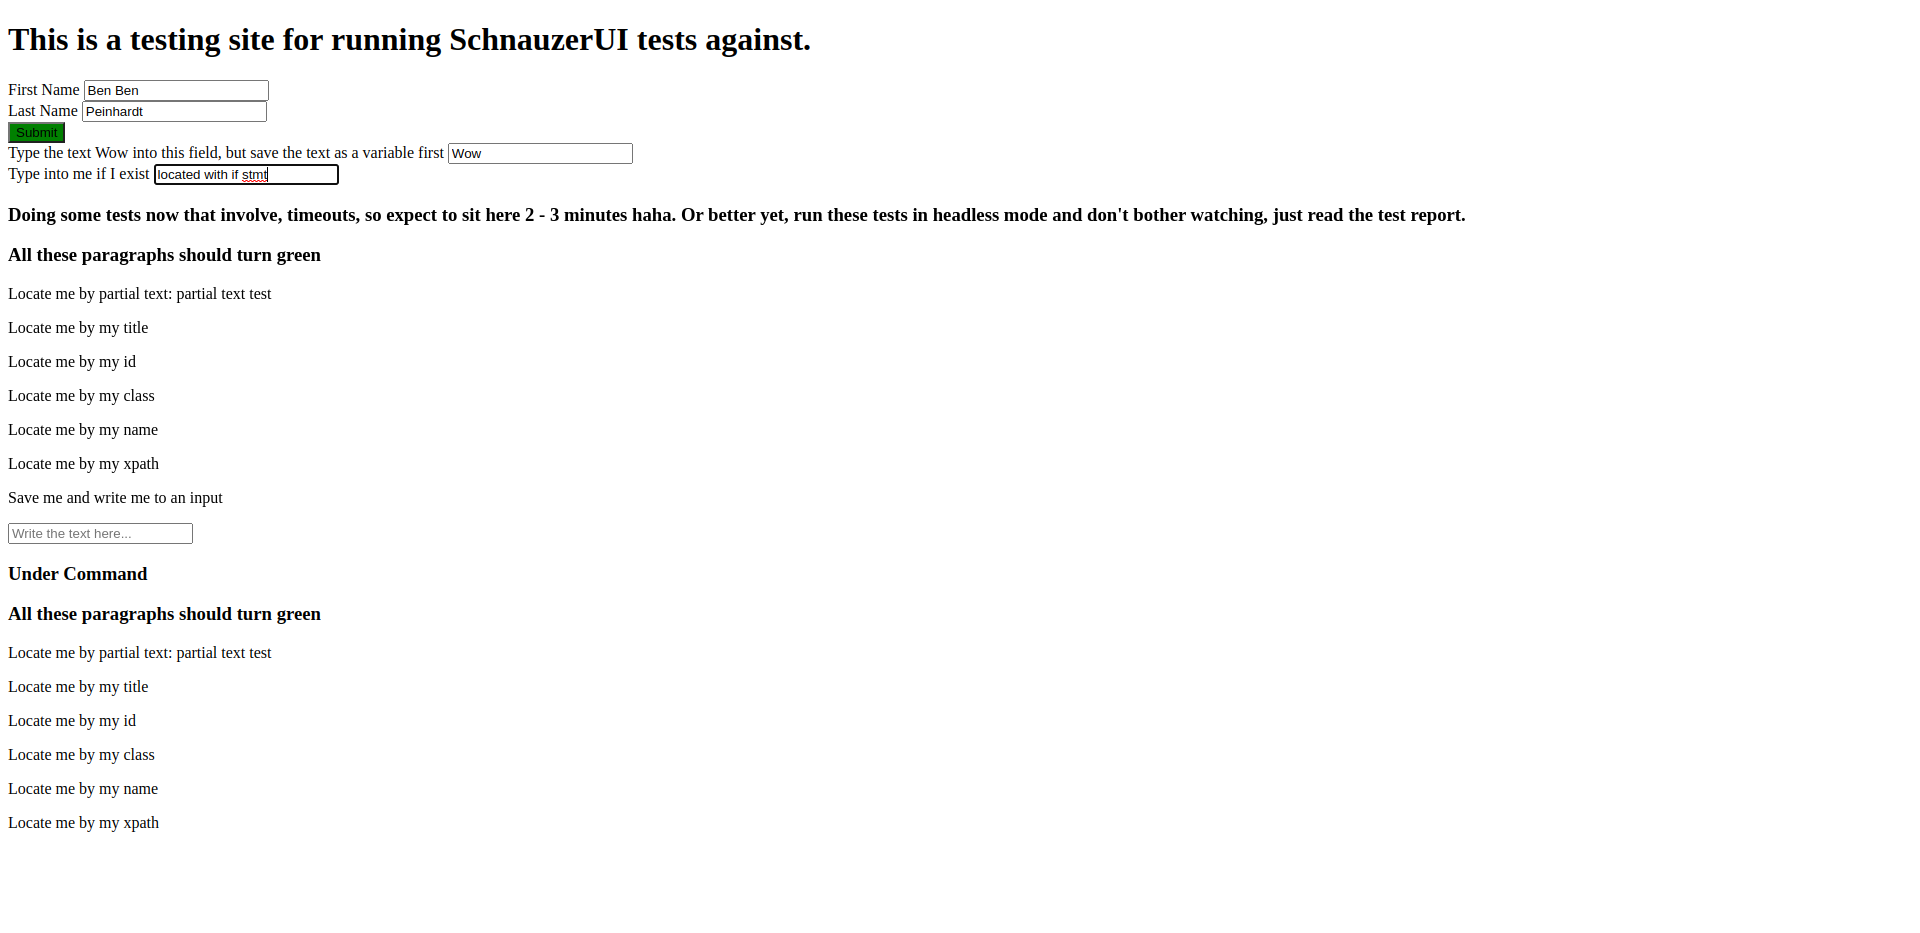 This is a testing site for running SchnauzerUI tests against.
First Name Ben Ben
Last Name Peinhardt
Submit
Type the text Wow into this field, but save the text as a variable first Wow
Type into me if I exist located with if stmt
Doing some tests now that involve, timeouts, so expect to sit here 2 - 3 minutes haha. Or better yet, run these tests in headless mode and don't bother watching, just read the test report.
All these paragraphs should turn green
Locate me by partial text: partial text test
Locate me by my title
Locate me by my id
Locate me by my class
Locate me by my name
Locate me by my xpath
Save me and write me to an input
Write the text here...
Under Command
All these paragraphs should turn green
Locate me by partial text: partial text test
Locate me by my title
Locate me by my id
Locate me by my class
Locate me by my name
Locate me by my xpath